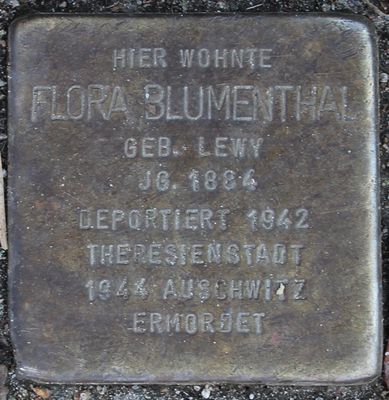 HIER WOHNTE
FLORA BLUMENTHAL
GEB. LEWY
JG. 1884
DEPORTIERT 1942
THERESIENSTADT
1944 AUSCHWITZ
ERMORDET